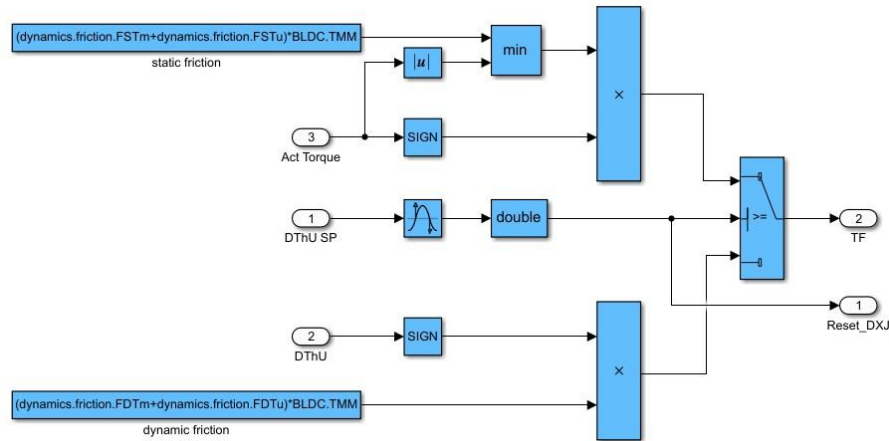 (dynamics.friction.FSTm+dynamics.friction.FSTu)*BLDC.TMM
static friction
|u|
min
×
3
Act Torque
SIGN
1
DThU SP
double
>=
2
TF
1
Reset_DXJ
2
DThU
SIGN
×
(dynamics.friction.FDTm+dynamics.friction.FDTu)*BLDC.TMM
dynamic friction